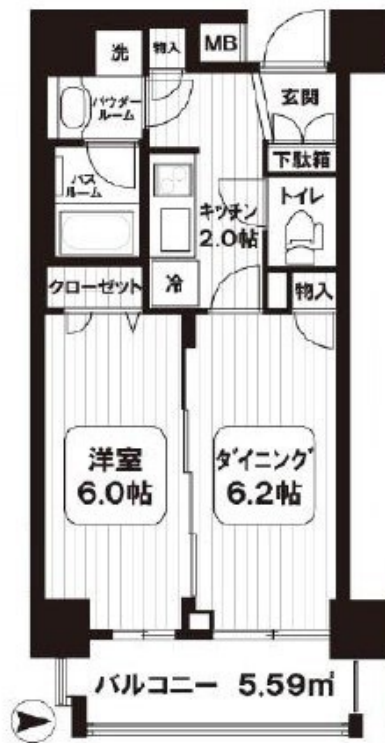 洗
物入
MB
玄関
パウダー
ルーム
下駄箱
バス
ルーム
キッチン
2.0帖
トイレ
クローゼット
冷
物入
洋室
6.0帖
ダイニング
6.2帖
バルコニー 5.59㎡